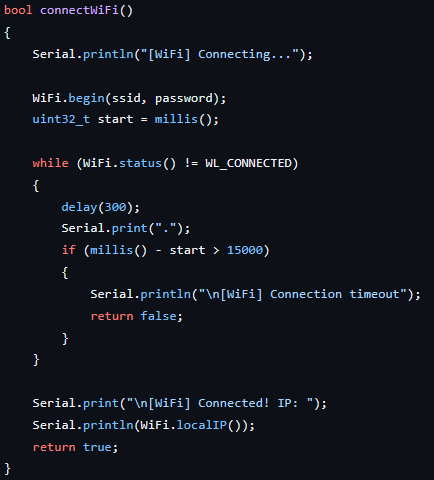 bool connectWiFi()
{
    Serial.println("[WiFi] Connecting...");

    WiFi.begin(ssid, password);
    uint32_t start = millis();

    while (WiFi.status() != WL_CONNECTED)
    {
        delay(300);
        Serial.print(".");
        if (millis() - start > 15000)
        {
            Serial.println("\n[WiFi] Connection timeout");
            return false;
        }
    }

    Serial.print("\n[WiFi] Connected! IP: ");
    Serial.println(WiFi.localIP());
    return true;
}